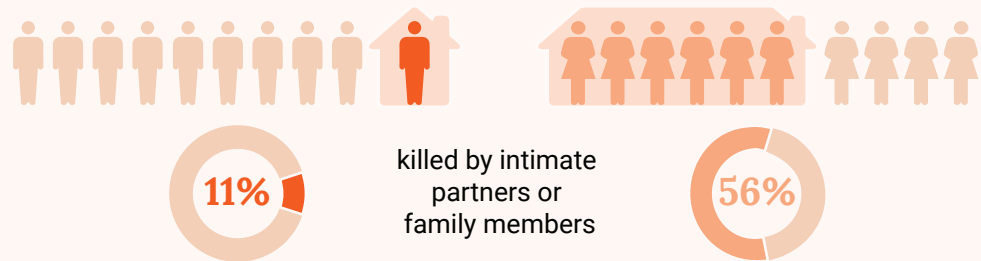 11%
killed by intimate
partners or
family members
56%